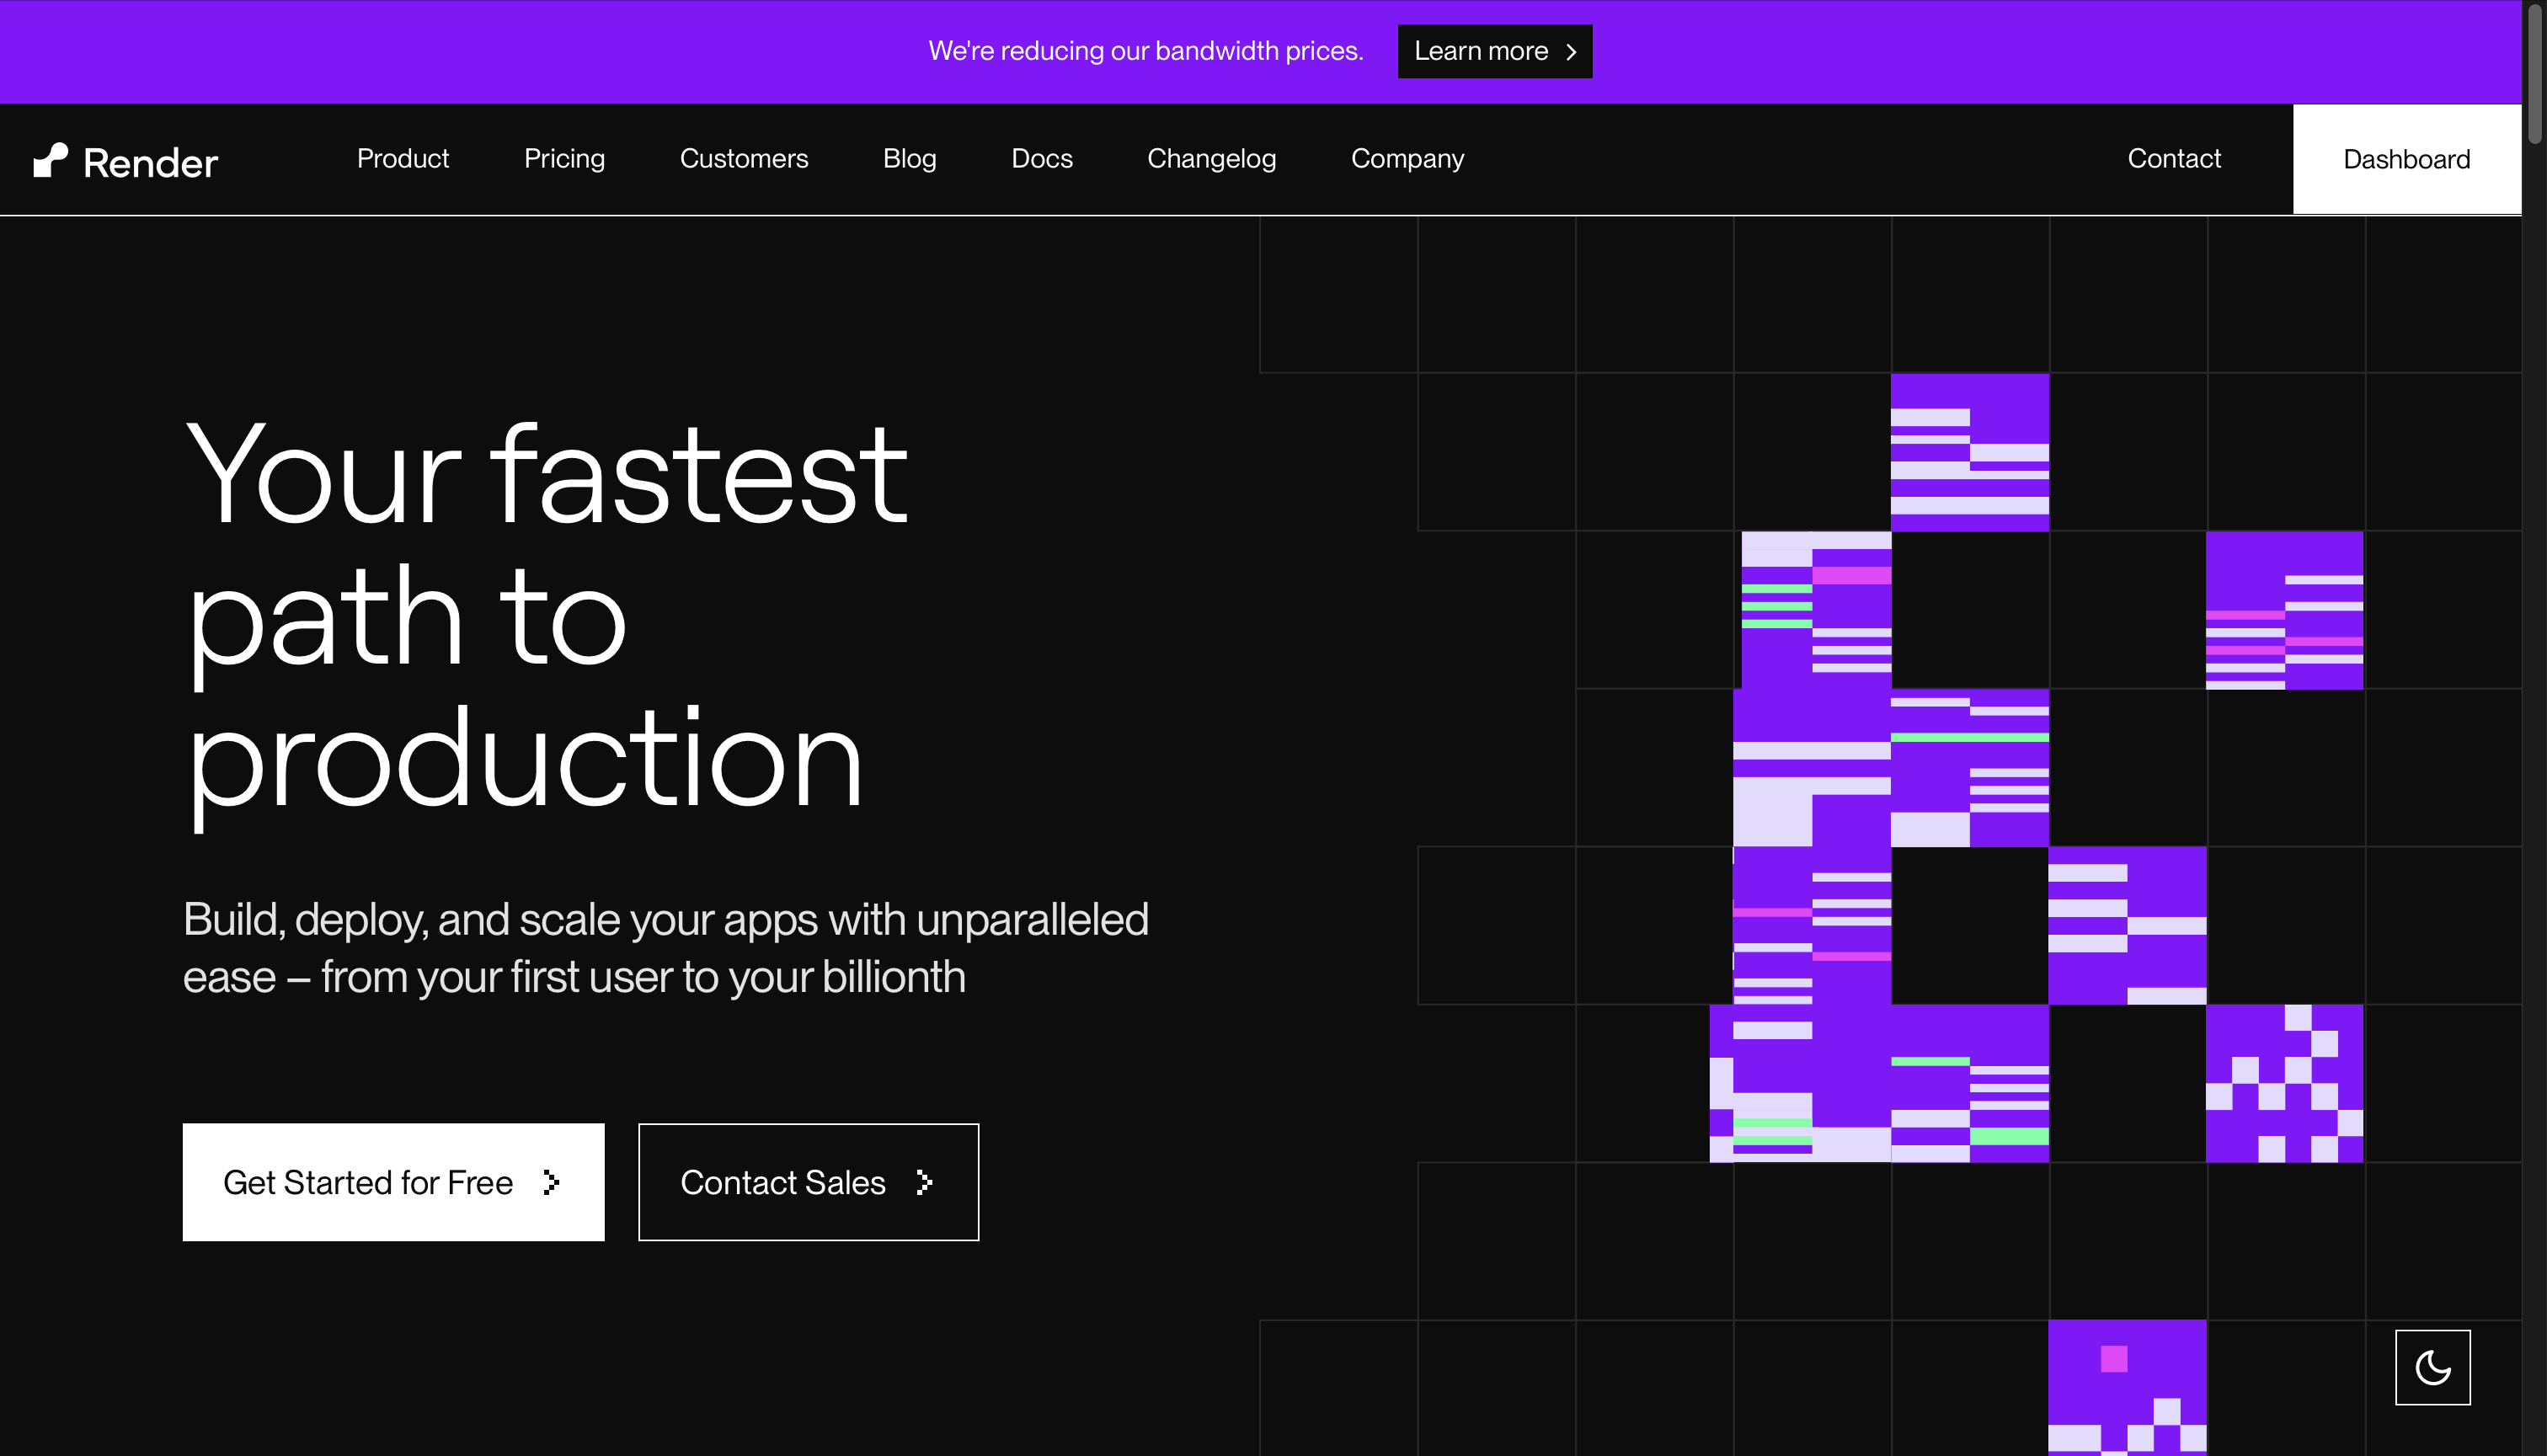 We're reducing our bandwidth prices. Learn more
Render Product Pricing Customers Blog Docs Changelog Company Contact Dashboard
Your fastest
path to
production
Build, deploy, and scale your apps with unparalleled
ease – from your first user to your billionth
Get Started for Free Contact Sales